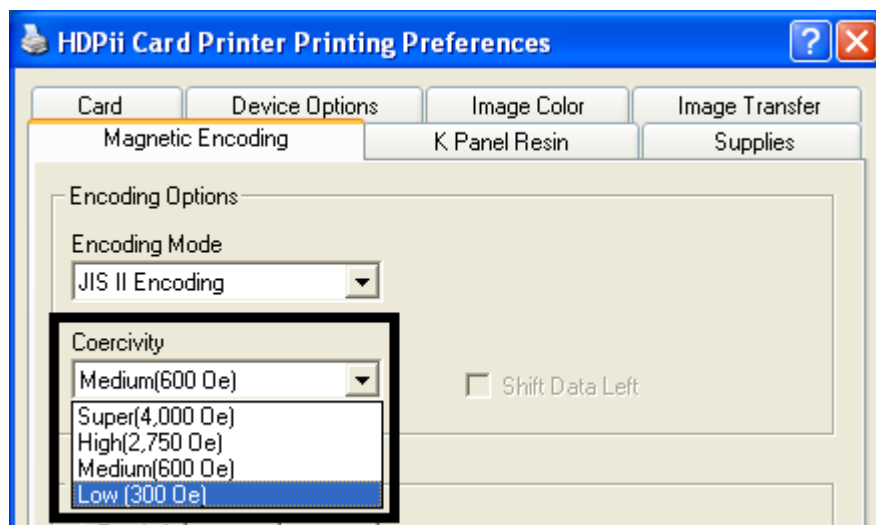 HDPii Card Printer Printing Preferences
Card Device Options Image Color Image Transfer
Magnetic Encoding K Panel Resin Supplies
Encoding Options
Encoding Mode
JIS II Encoding
Coercivity
Medium(600 Oe)
Shift Data Left
Super(4,000 Oe)
High(2,750 Oe)
Medium(600 Oe)
Low (300 Oe)